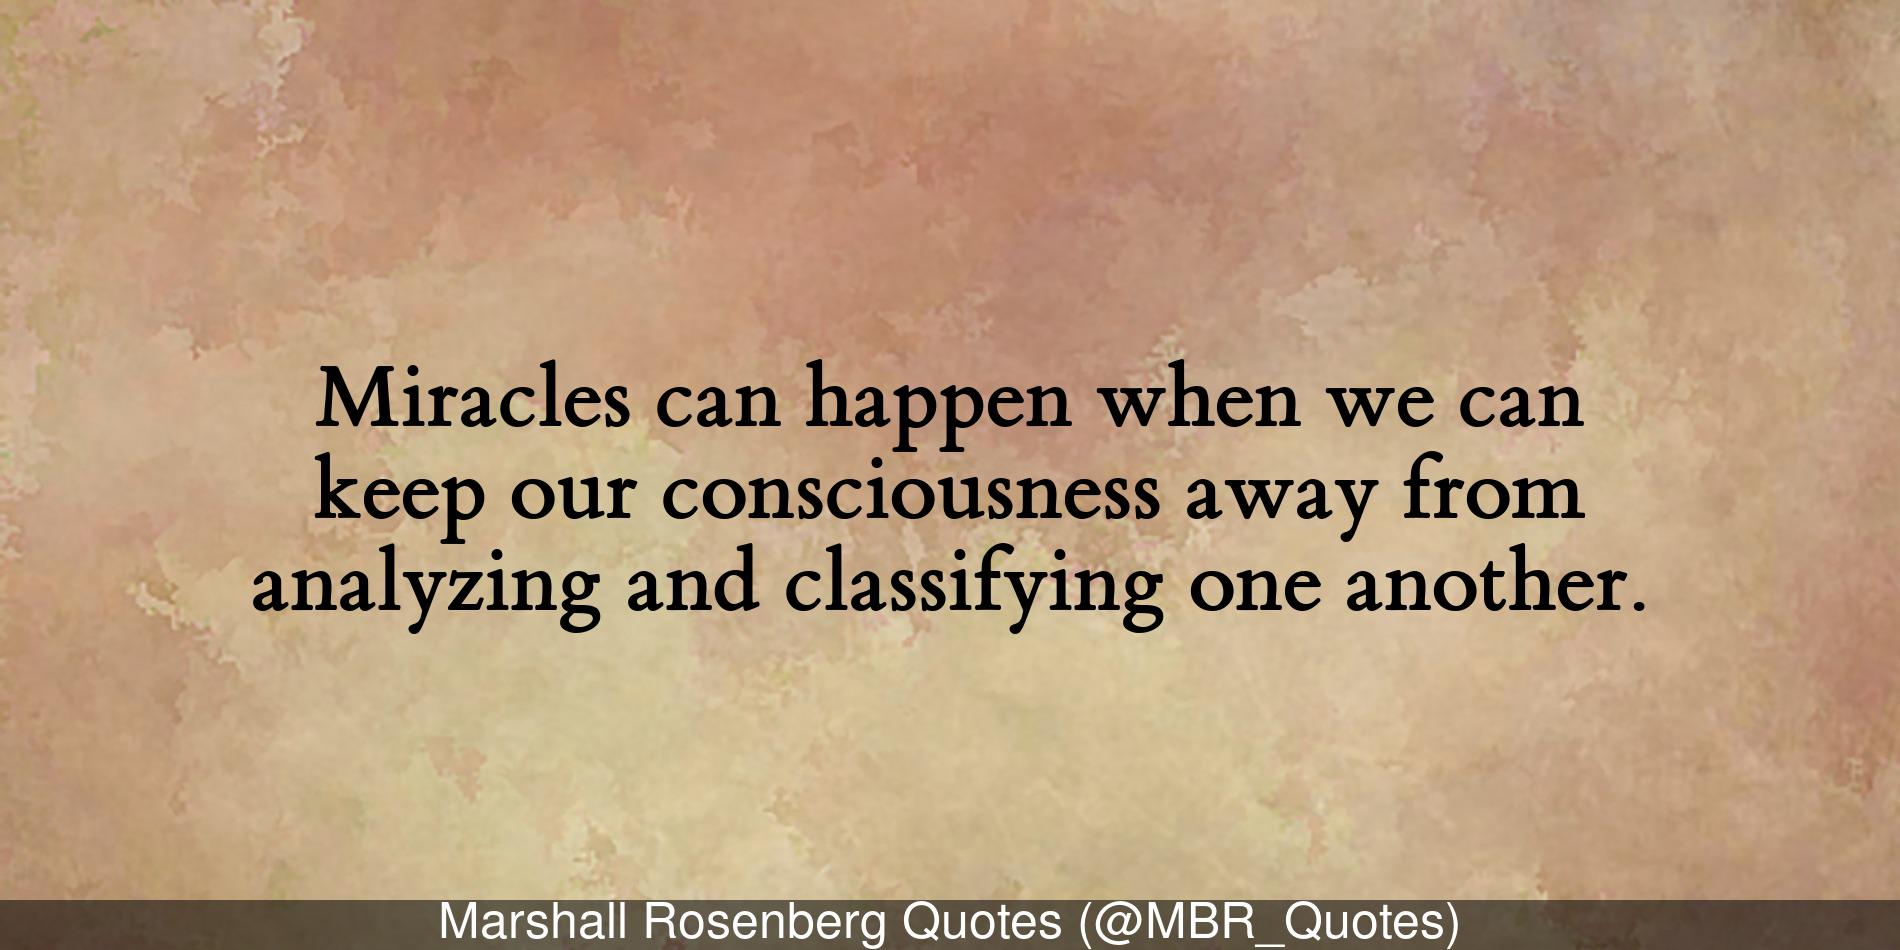 Miracles can happen when we can
keep our consciousness away from
analyzing and classifying one another.
Marshall Rosenberg Quotes (@MBR_Quotes)